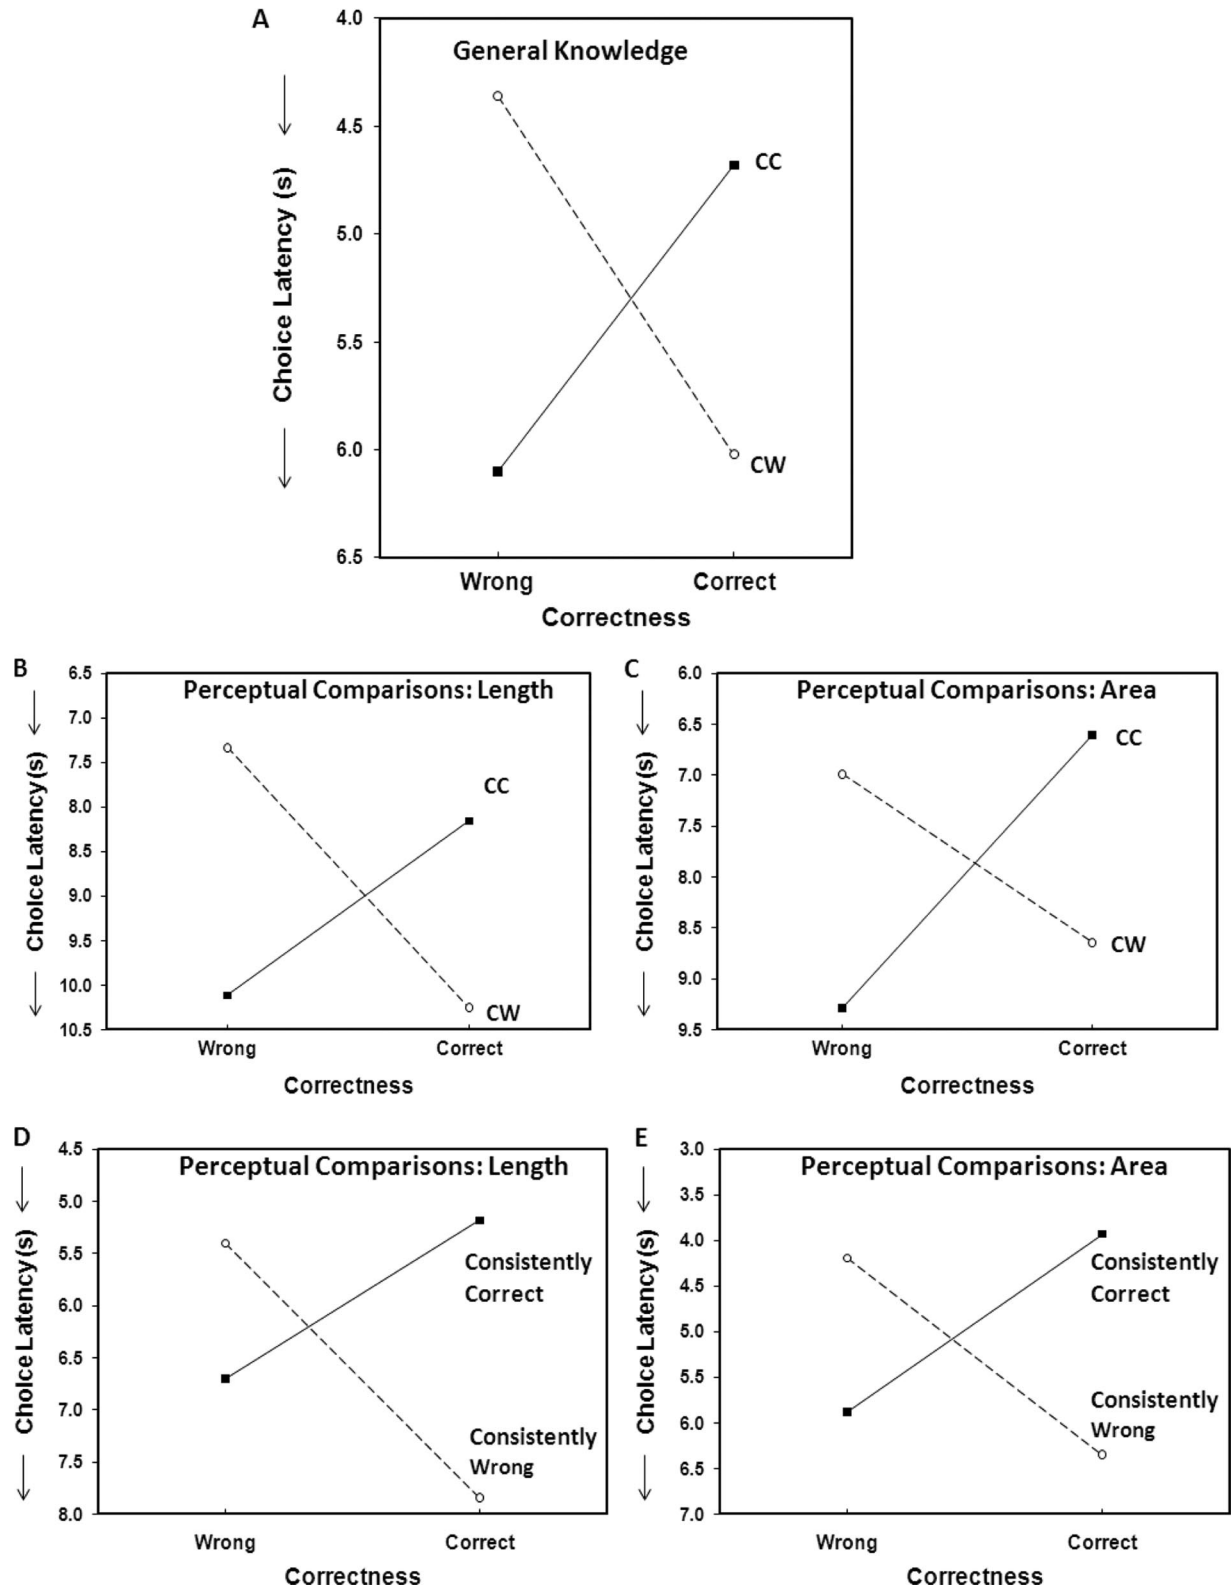 A
General Knowledge
Choice Latency (s)
4.0
4.5
5.0
5.5
6.0
6.5
CC
CW
Wrong
Correct
Correctness
B
Perceptual Comparisons: Length
Choice Latency (s)
6.5
7.0
7.5
8.0
8.5
9.0
9.5
10.0
10.5
CC
CW
Wrong
Correct
Correctness
C
Perceptual Comparisons: Area
Choice Latency (s)
6.0
6.5
7.0
7.5
8.0
8.5
9.0
9.5
CC
CW
Wrong
Correct
Correctness
D
Perceptual Comparisons: Length
Choice Latency (s)
4.5
5.0
5.5
6.0
6.5
7.0
7.5
8.0
Consistently
Correct
Consistently
Wrong
Wrong
Correct
Correctness
E
Perceptual Comparisons: Area
Choice Latency (s)
3.0
3.5
4.0
4.5
5.0
5.5
6.0
6.5
7.0
Consistently
Correct
Consistently
Wrong
Wrong
Correct
Correctness